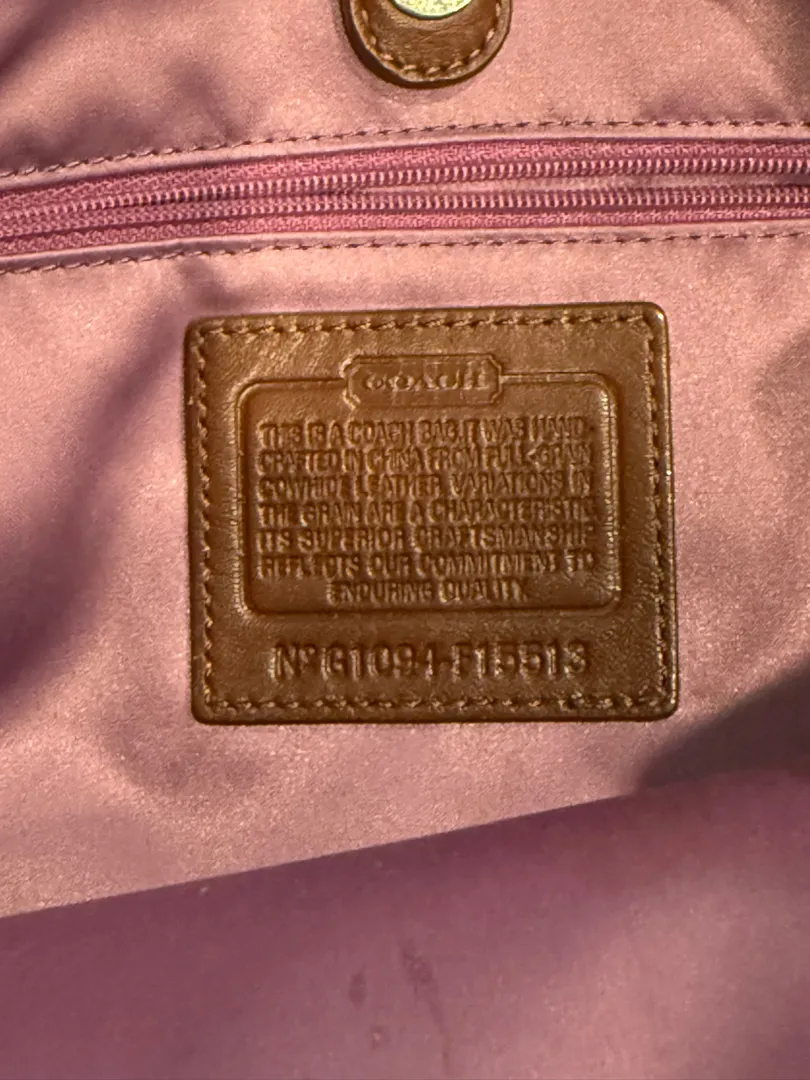 COACH
THIS IS A COACH BAG. IT WAS HAND-
CRAFTED IN CHINA FROM FULL-GRAIN
COWHIDE LEATHER. VARIATIONS IN
THE GRAIN ARE A CHARACTERISTIC.
ITS SUPERIOR CRAFTSMANSHIP
REFLECTS OUR COMMITMENT TO
ENDURING QUALITY.
Nº G1094-F15513